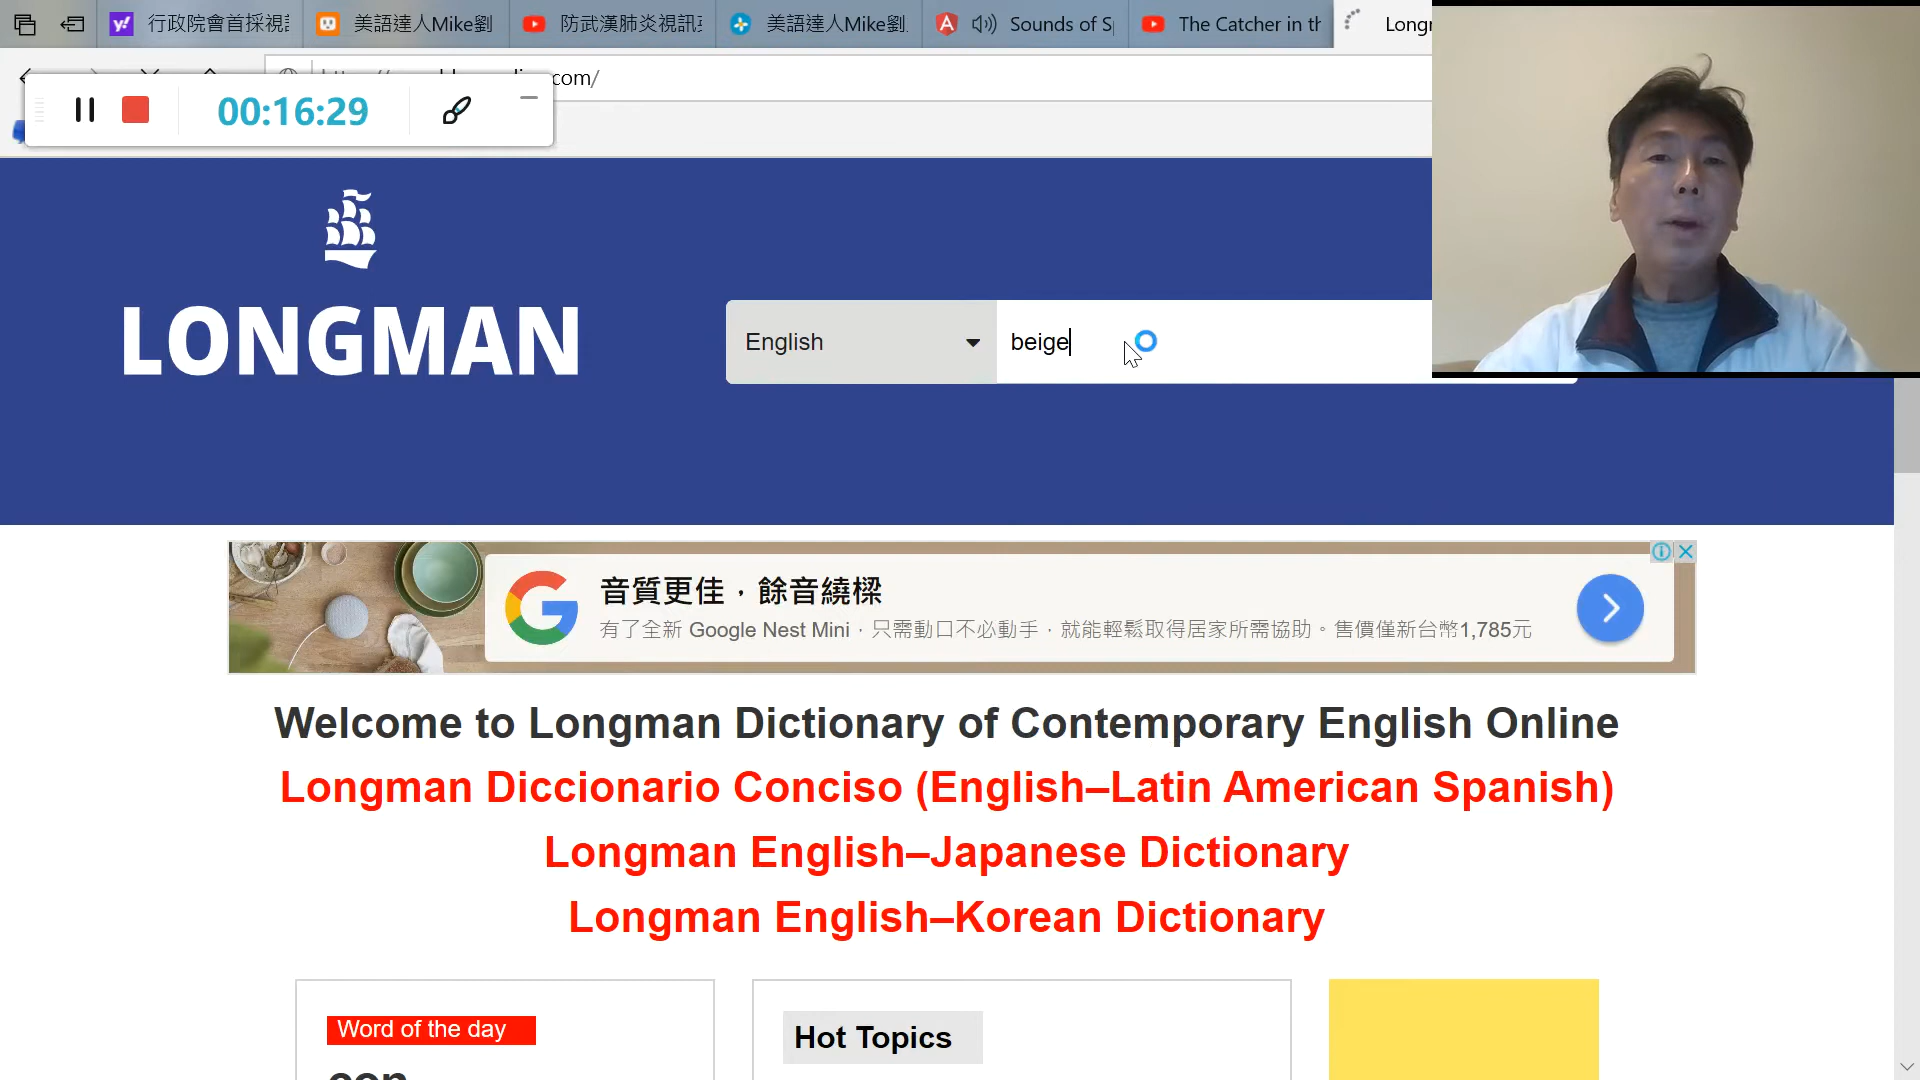 行政院會首採視
美語達人Mike劉
防武漢肺炎視訊
美語達人Mike劉
Sounds of S
The Catcher in th
Longr
com/
00:16:29
LONGMAN
English
beige
音質更佳，餘音繞樑
有了全新 Google Nest Mini，只需動口不必動手，就能輕鬆取得居家所需協助。售價僅新台幣1,785元
Welcome to Longman Dictionary of Contemporary English Online
Longman Diccionario Conciso (English–Latin American Spanish)
Longman English–Japanese Dictionary
Longman English–Korean Dictionary
Word of the day
Hot Topics